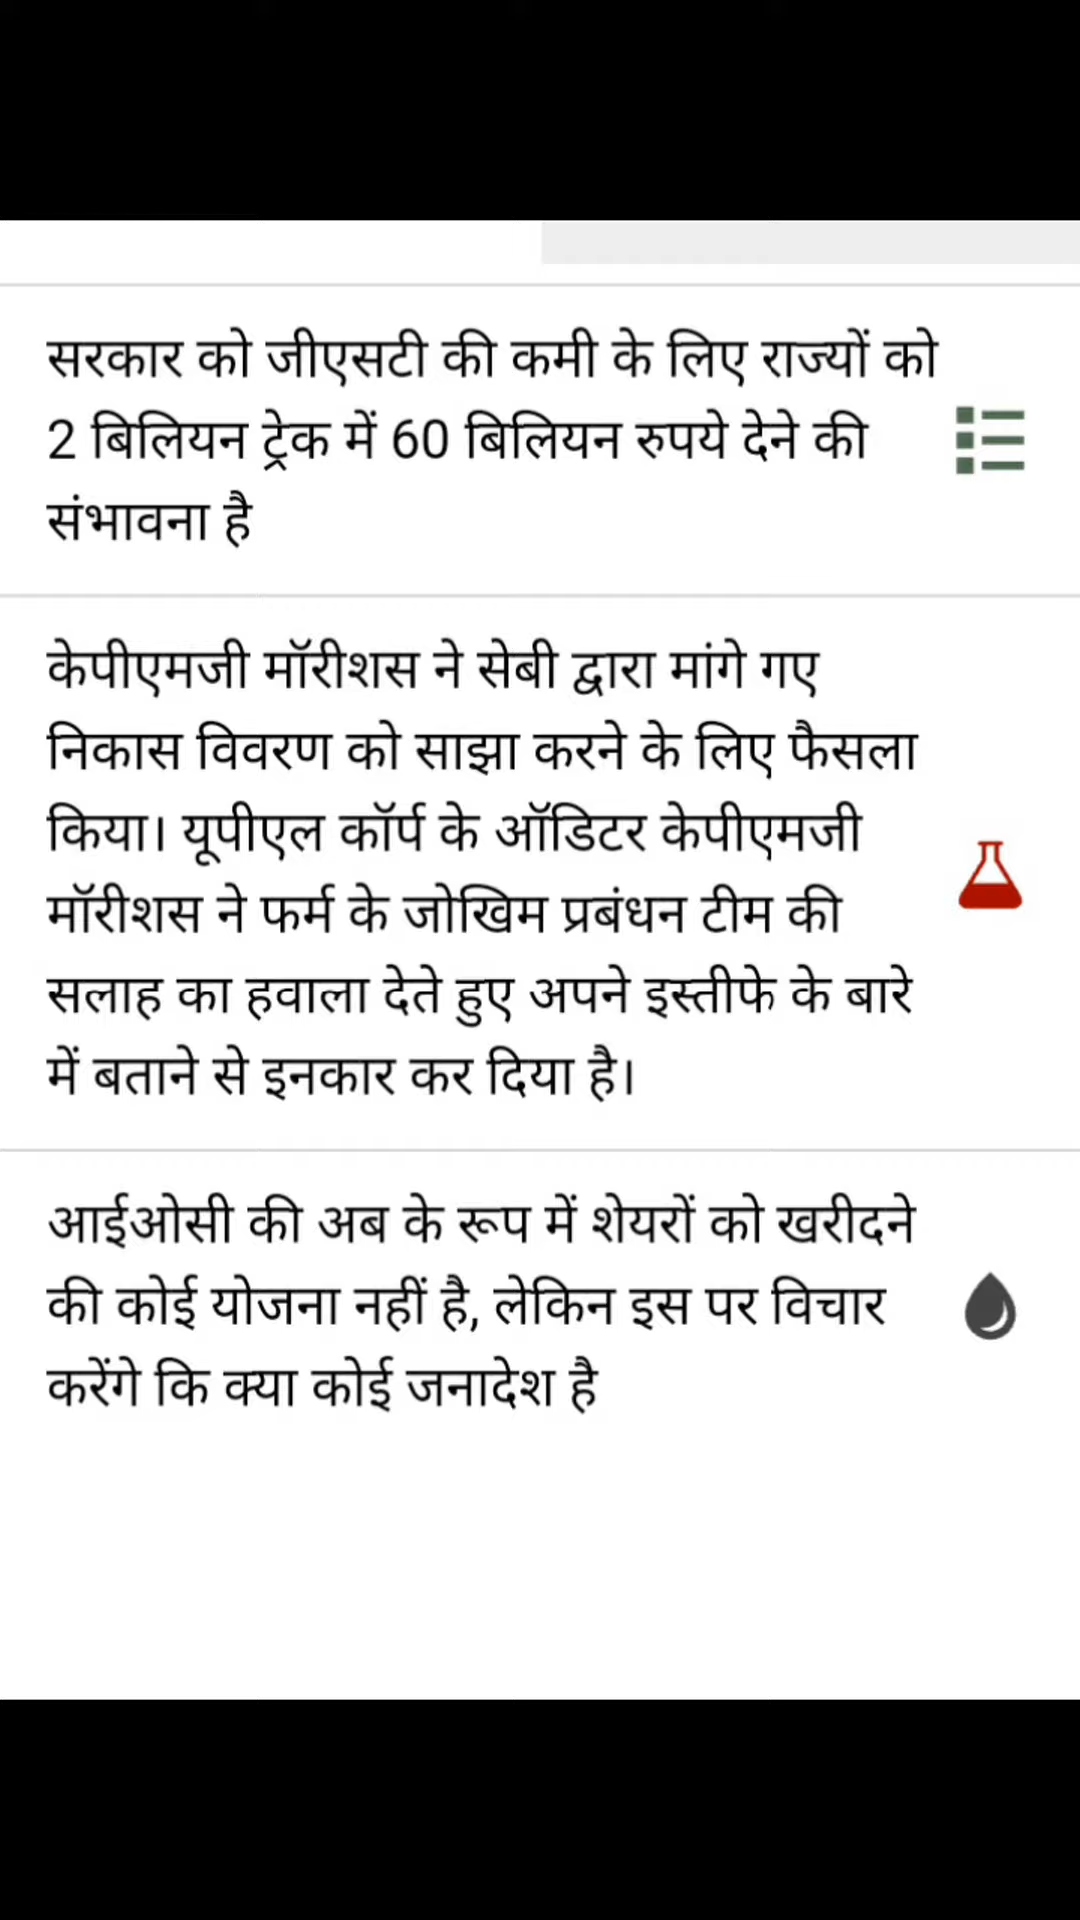 सरकार को जीएसटी की कमी के लिए राज्यों को
2 बिलियन ट्रेक में 60 बिलियन रुपये देने की
संभावना है
केपीएमजी मॉरीशस ने सेबी द्वारा मांगे गए
निकास विवरण को साझा करने के लिए फैसला
किया। यूपीएल कॉर्प के ऑडिटर केपीएमजी
मॉरीशस ने फर्म के जोखिम प्रबंधन टीम की
सलाह का हवाला देते हुए अपने इस्तीफे के बारे
में बताने से इनकार कर दिया है।
आईओसी की अब के रूप में शेयरों को खरीदने
की कोई योजना नहीं है, लेकिन इस पर विचार
करेंगे कि क्या कोई जनादेश है